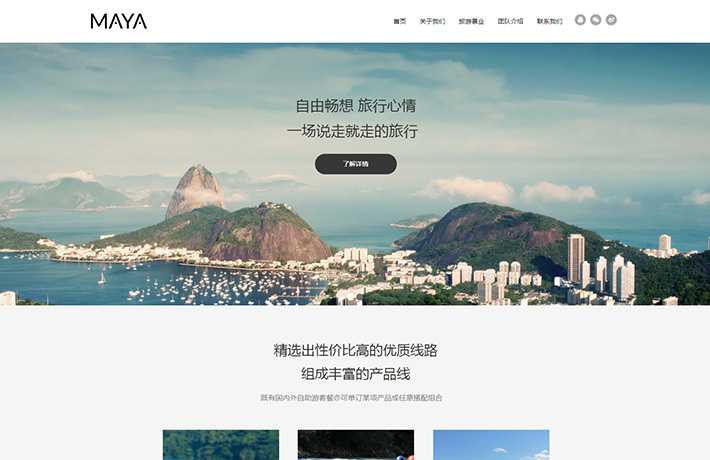 MAYA
首页 关于我们 旅游景业 团队介绍 联系我们
自由畅想 旅行心情
一场说走就走的旅行
了解详情
精选出性价比高的优质线路
组成丰富的产品线
既有国内外自助游套餐亦可单订某项产品或任意搭配组合